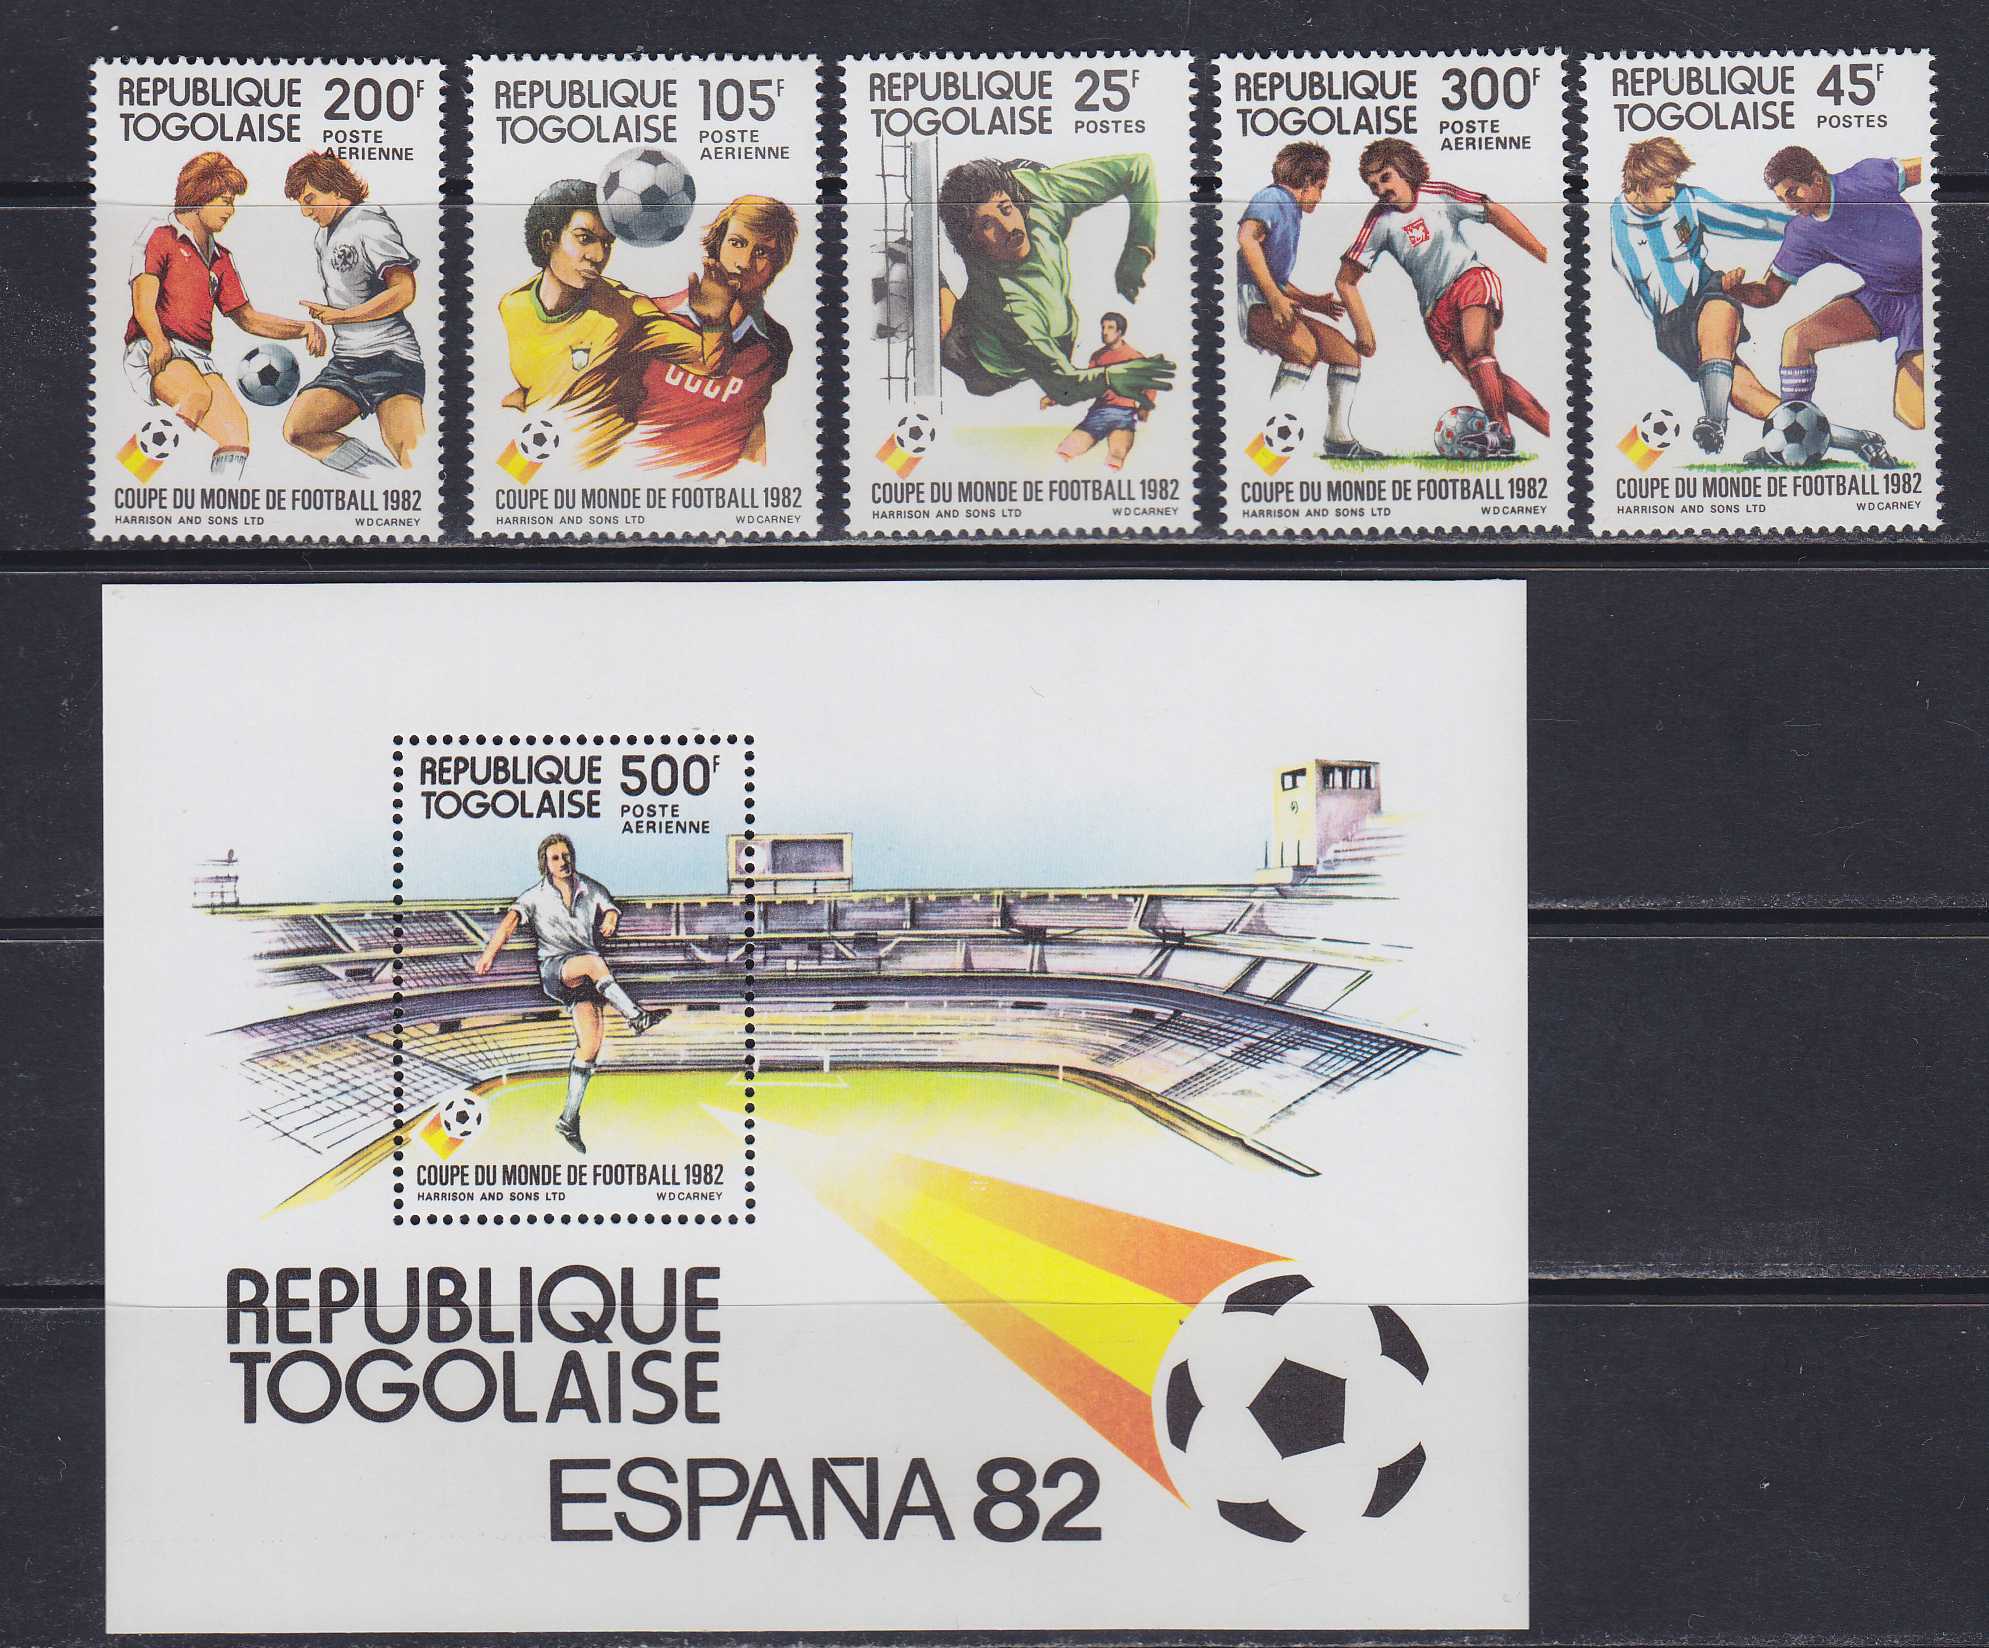 REPUBLIQUE 200F
TOGOLAISE POSTE
AERIENNE
COUPE DU MONDE DE FOOTBALL 1982
HARRISON AND SONS LTD W D CARNEY
REPUBLIQUE 105F
TOGOLAISE POSTE
AERIENNE
CCCP
COUPE DU MONDE DE FOOTBALL 1982
HARRISON AND SONS LTD W D CARNEY
REPUBLIQUE 25F
TOGOLAISE POSTES
COUPE DU MONDE DE FOOTBALL 1982
HARRISON AND SONS LTD W D CARNEY
REPUBLIQUE 300F
TOGOLAISE POSTE
AERIENNE
COUPE DU MONDE DE FOOTBALL 1982
HARRISON AND SONS LTD W D CARNEY
REPUBLIQUE 45F
TOGOLAISE POSTES
COUPE DU MONDE DE FOOTBALL 1982
HARRISON AND SONS LTD W D CARNEY
REPUBLIQUE 500F
TOGOLAISE POSTE
AERIENNE
COUPE DU MONDE DE FOOTBALL 1982
HARRISON AND SONS LTD W D CARNEY
REPUBLIQUE
TOGOLAISE
ESPAÑA 82